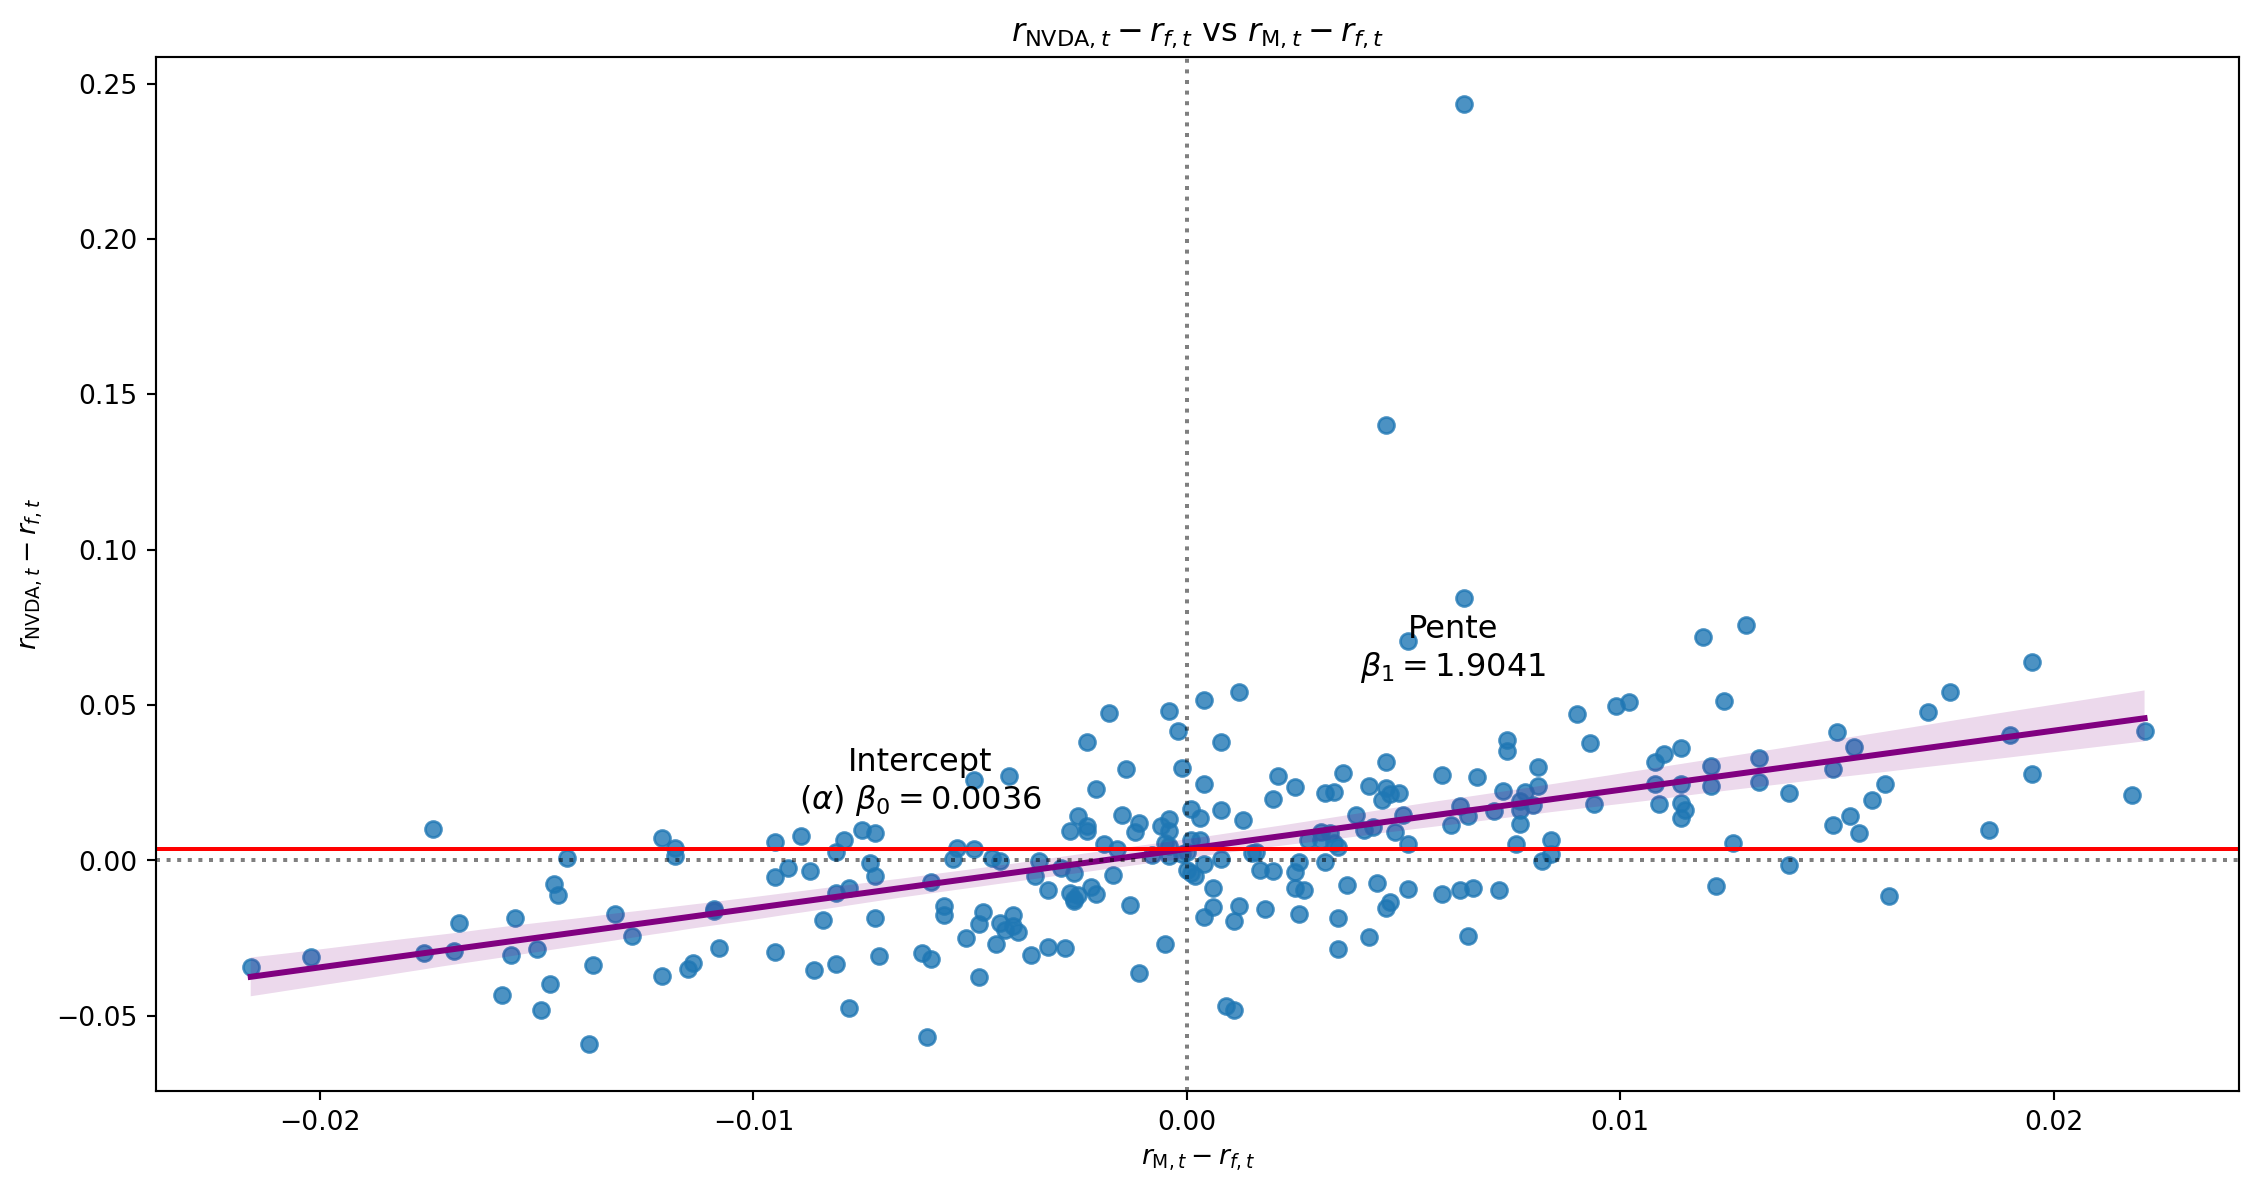 r_NVDA,t − r_f,t vs r_M,t − r_f,t
0.25
0.20
0.15
0.10
0.05
0.00
−0.05
r_NVDA,t − r_f,t
Pente
β₁ = 1.9041
Intercept
(α) β₀ = 0.0036
−0.02
−0.01
0.00
0.01
0.02
r_M,t − r_f,t